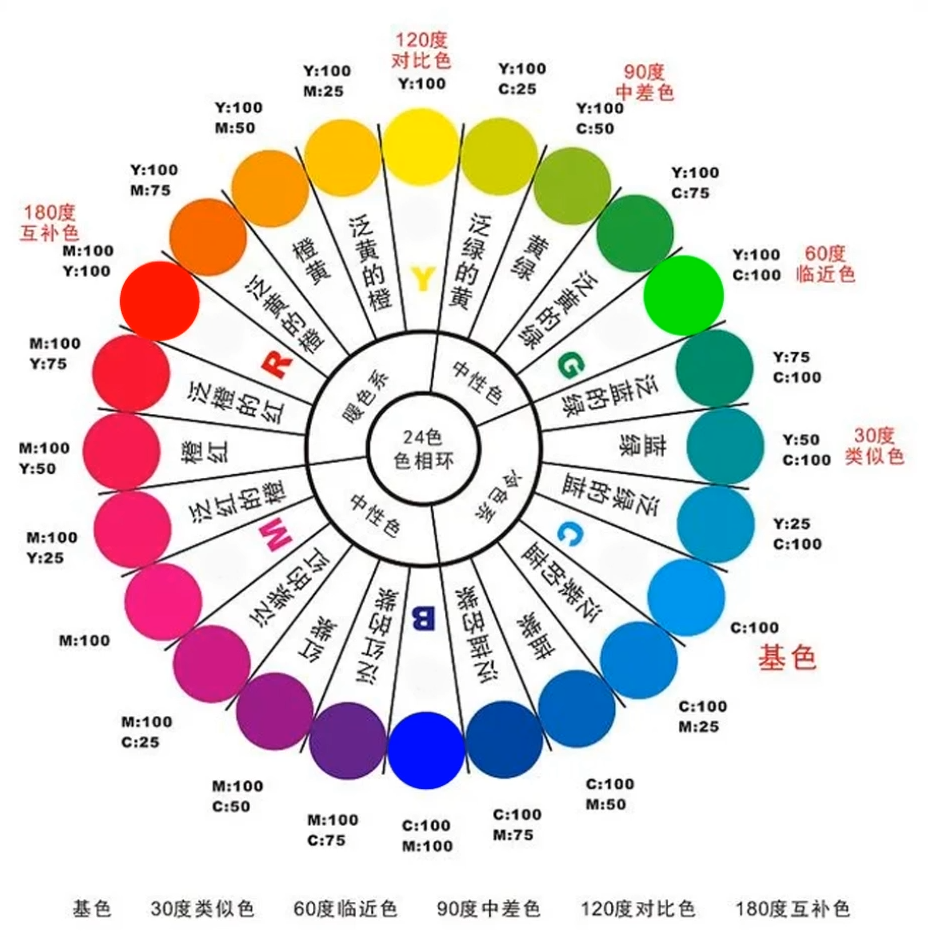 120度
对比色
Y:100
Y:100
C:25
90度
中差色
Y:100
C:50
Y:100
C:75
60度
临近色
Y:100
C:100
Y:75
C:100
30度
类似色
Y:50
C:100
Y:25
C:100
C:100
基色
C:100
M:25
C:100
M:50
C:100
M:75
C:100
M:100
M:100
C:75
M:100
C:50
M:100
C:25
M:100
M:100
Y:25
M:100
Y:50
M:100
Y:75
180度
互补色
M:100
Y:100
Y:100
M:75
Y:100
M:50
Y:100
M:25
Y
泛绿的黄
黄绿
泛黄的绿
G
泛蓝的绿
蓝绿
泛绿的蓝
C
泛紫的蓝
蓝紫
泛蓝的紫
B
泛红的紫
红紫
泛紫的红
M
泛红的橙
橙红
泛橙的红
R
泛黄的橙
橙黄
泛黄的橙
暖色系
中性色
冷色系
中性色
24色
色相环
基色 30度类似色 60度临近色 90度中差色 120度对比色 180度互补色